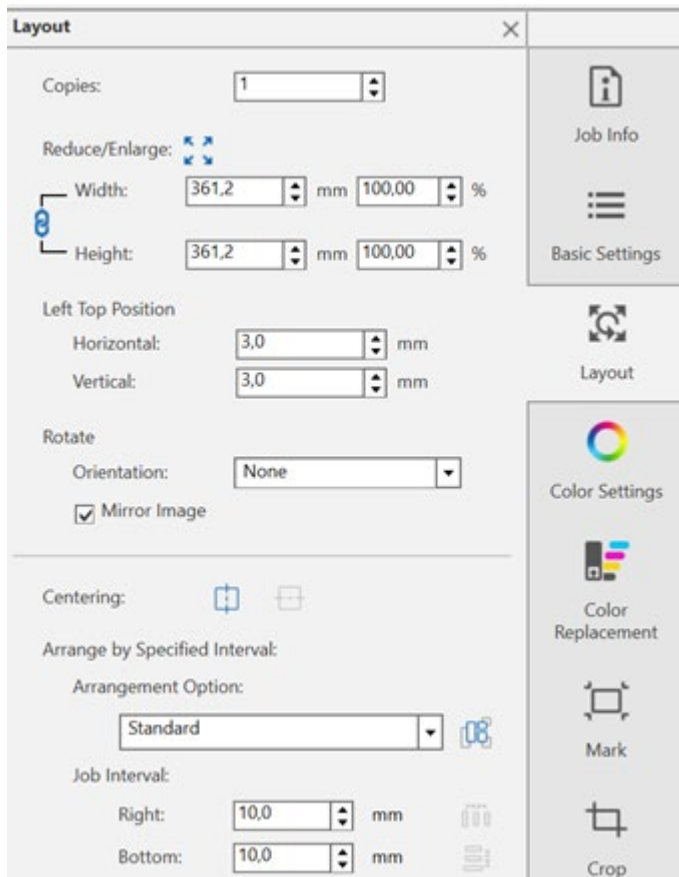 Layout
Copies: 1
Reduce/Enlarge:
Width: 361,2 mm 100,00 %
Height: 361,2 mm 100,00 %
Left Top Position
Horizontal: 3,0 mm
Vertical: 3,0 mm
Rotate
Orientation: None
Mirror Image
Centering:
Arrange by Specified Interval:
Arrangement Option:
Standard
Job Interval:
Right: 10,0 mm
Bottom: 10,0 mm
Job Info
Basic Settings
Layout
Color Settings
Color
Replacement
Mark
Crop